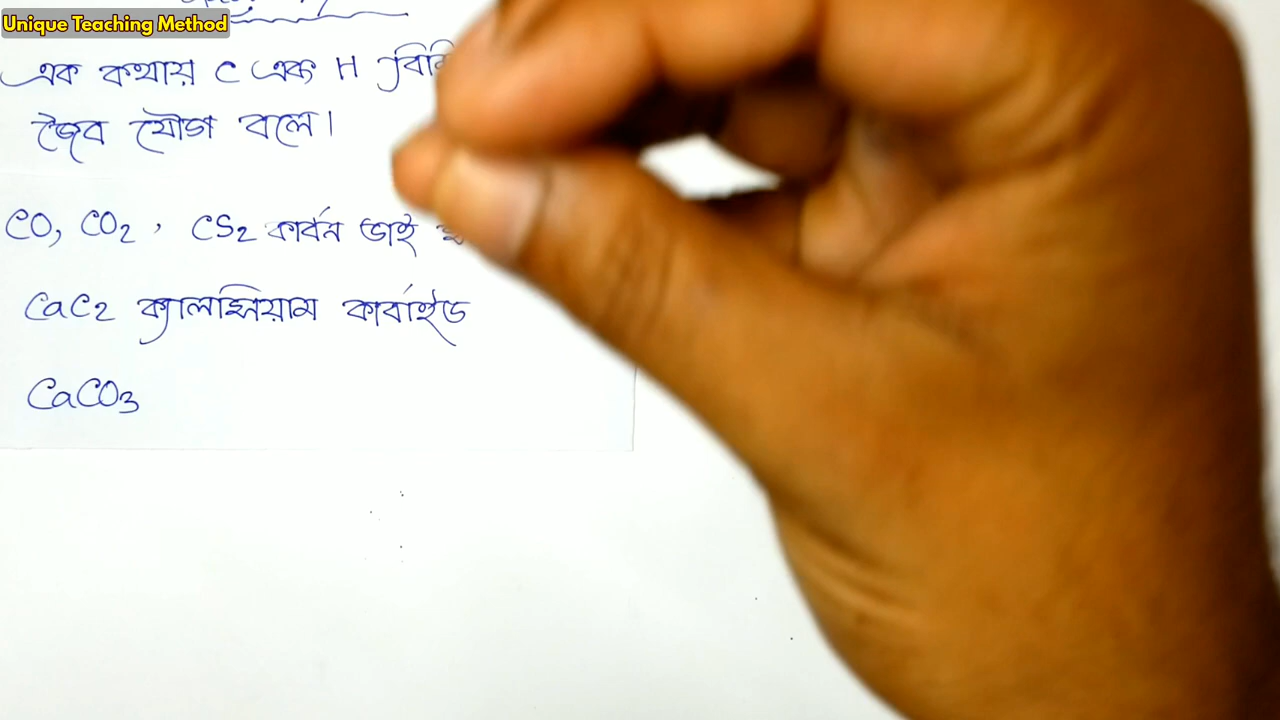 Unique Teaching Method
এক কথায় C এবং H
জৈব যৌগ বলে।
CO, CO2, CS2 কার্বন ডাই
CaC2 ক্যালসিয়াম কার্বাইড
CaCO3